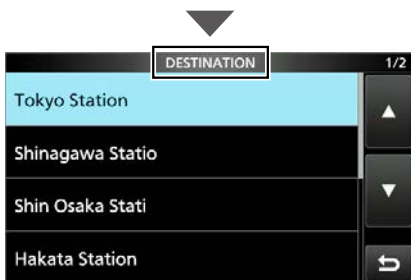 DESTINATION 1/2
Tokyo Station
Shinagawa Statio
Shin Osaka Stati
Hakata Station